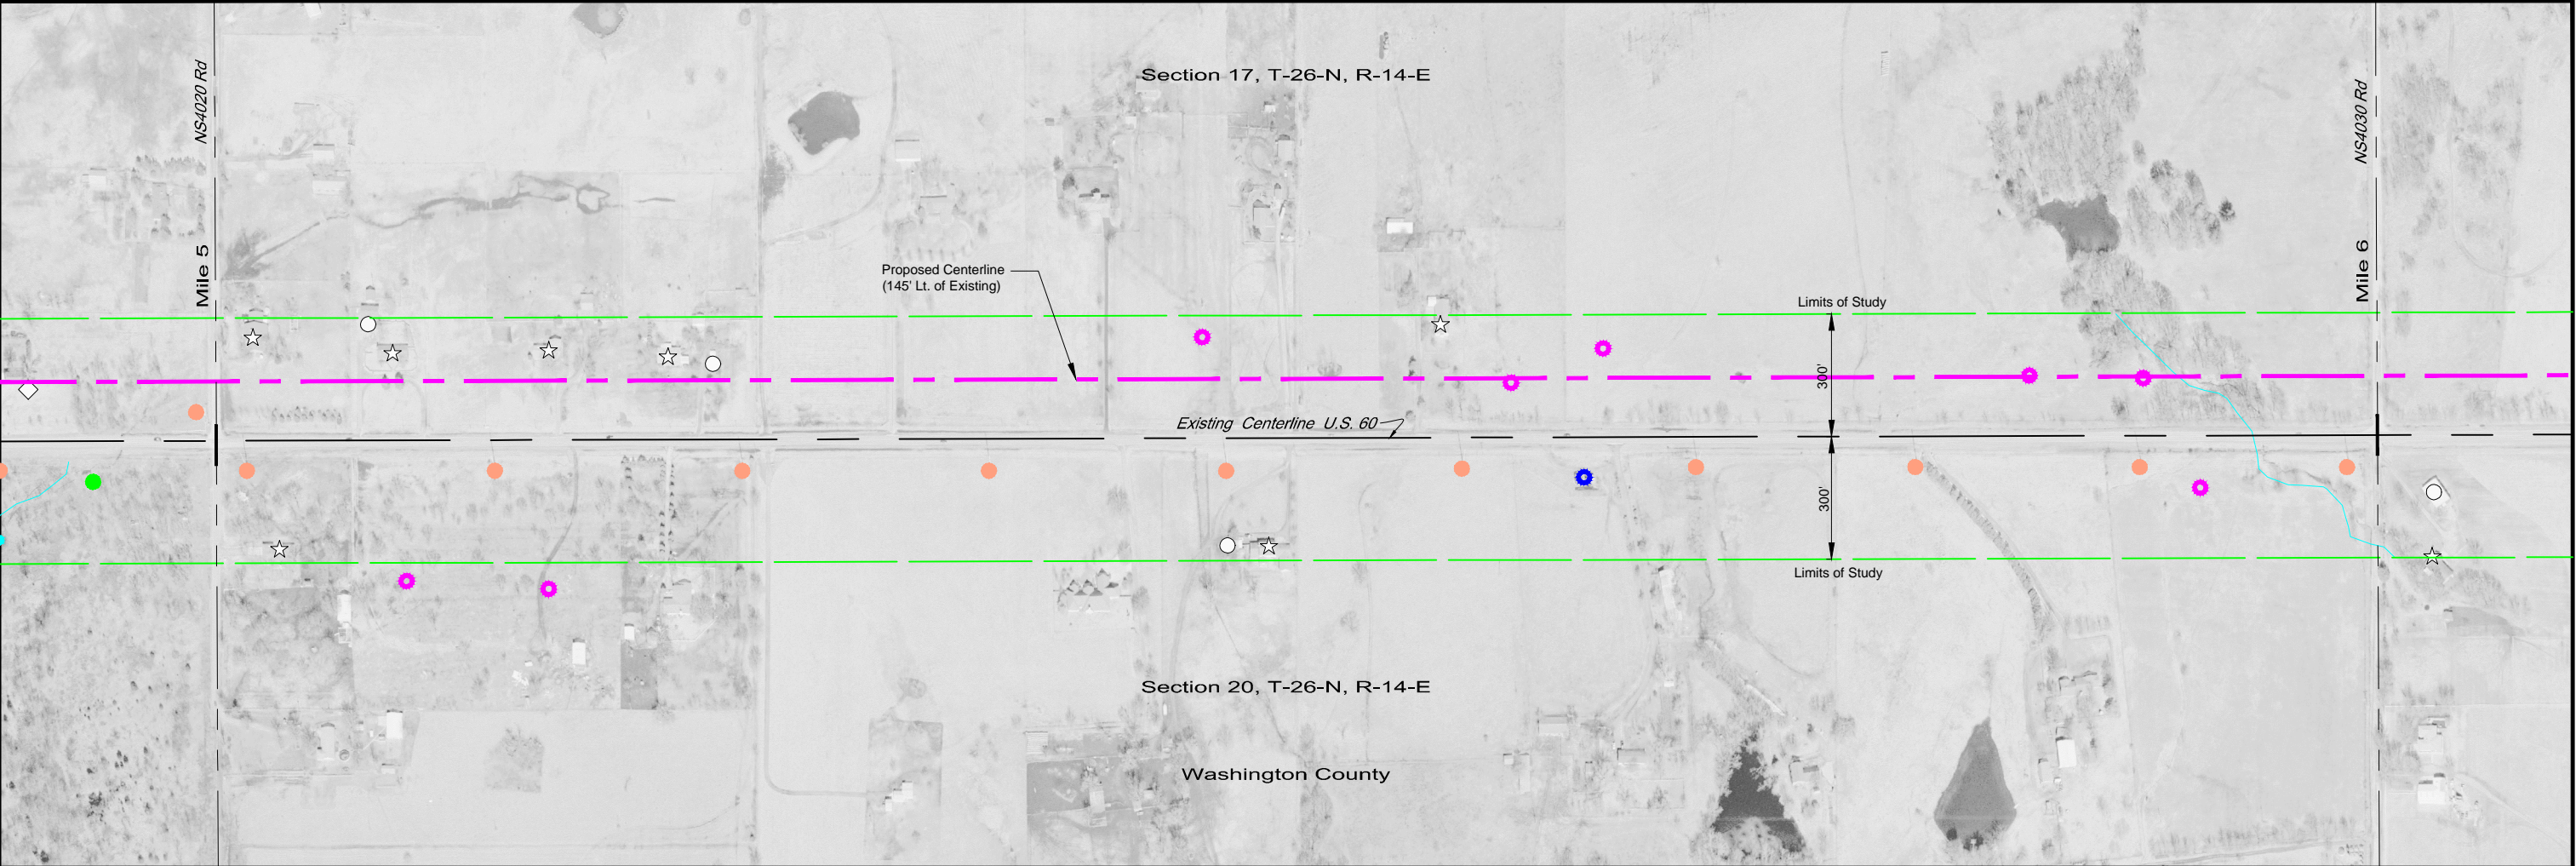 Section 17, T-26-N, R-14-E
NS4020 Rd
NS4030 Rd
Mile 5
Mile 6
Proposed Centerline
(145' Lt. of Existing)
Limits of Study
300'
Existing Centerline U.S. 60
300'
Limits of Study
Section 20, T-26-N, R-14-E
Washington County